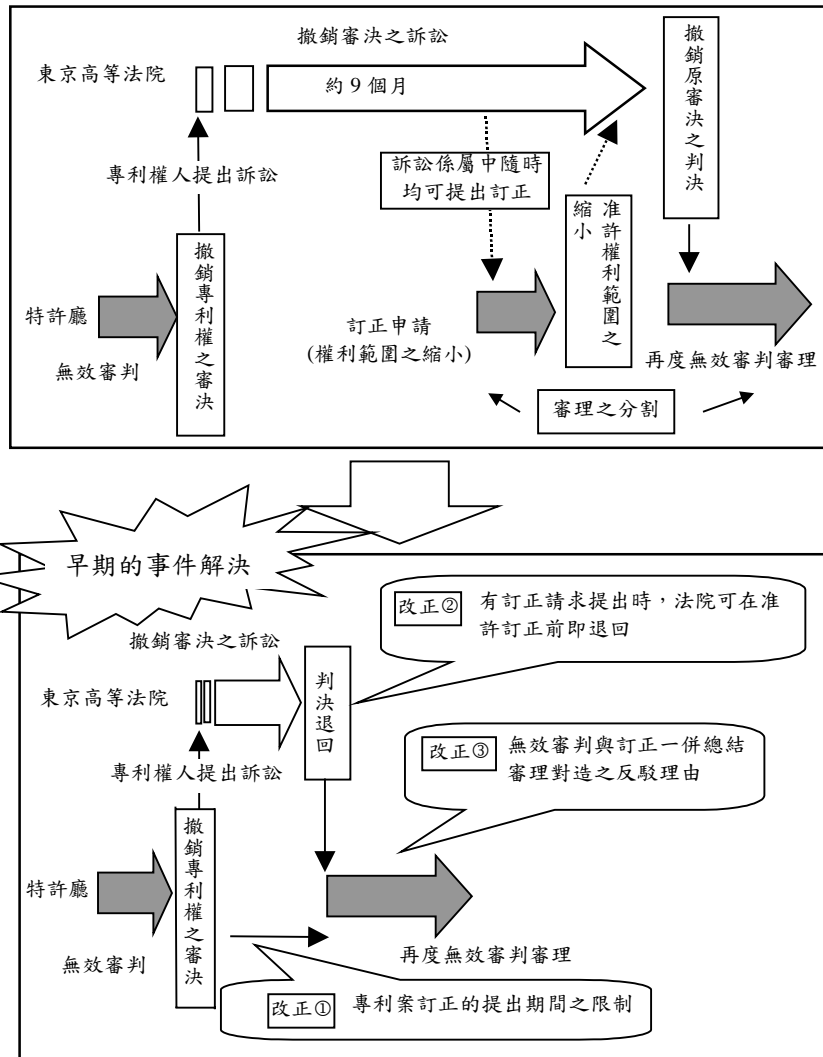 撤銷審決之訴訟
東京高等法院
約 9 個月
撤銷原審決之判決
專利權人提出訴訟
訴訟係屬中隨時
均可提出訂正
撤銷專利權之審決
准許權利範圍之
縮小
特許廳
無效審判
訂正申請
(權利範圍之縮小)
再度無效審判審理
審理之分割
早期的事件解決
改正② 有訂正請求提出時，法院可在准
許訂正前即退回
撤銷審決之訴訟
東京高等法院
判決退回
專利權人提出訴訟
改正③ 無效審判與訂正一併總結
審理對造之反駁理由
撤銷專利權之審決
特許廳
無效審判
再度無效審判審理
改正① 專利案訂正的提出期間之限制